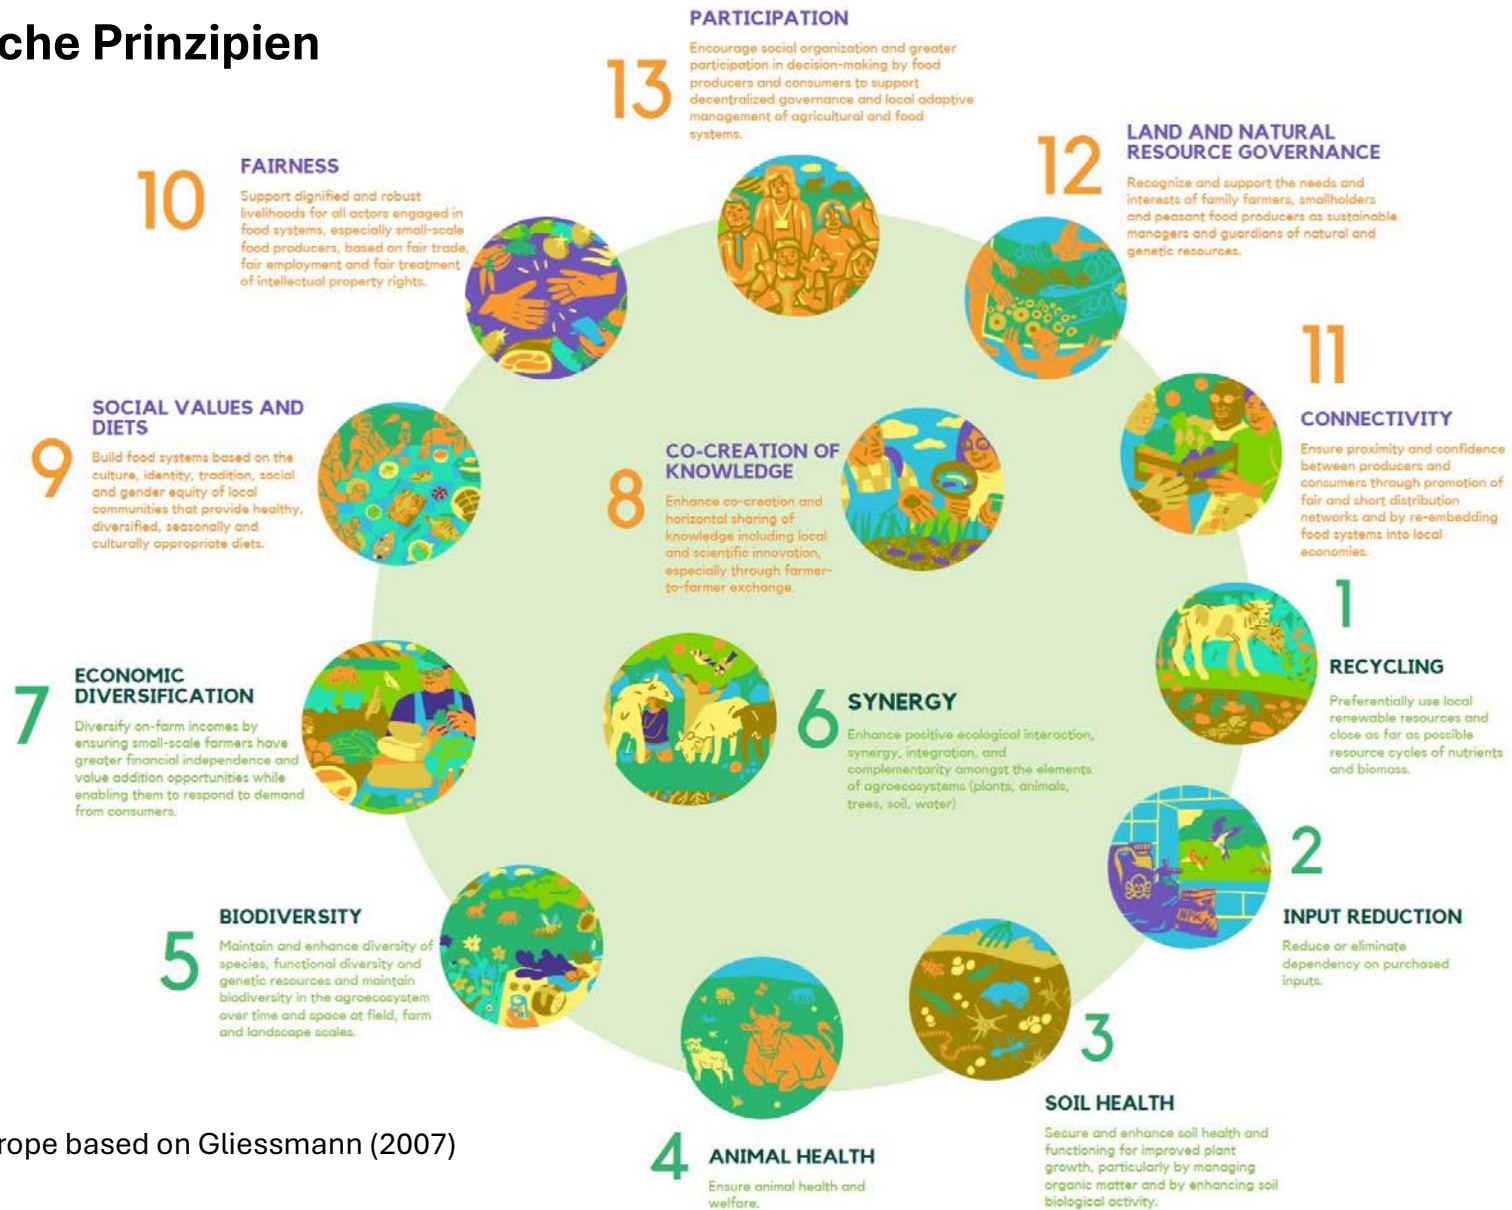 che Prinzipien
13
PARTICIPATION
Encourage social organization and greater
participation in decision-making by food
producers and consumers to support
decentralized governance and local adaptive
management of agricultural and food
systems.
12
LAND AND NATURAL
RESOURCE GOVERNANCE
Recognize and support the needs and
interests of family farmers, smallholders
and peasant food producers as sustainable
managers and guardians of natural and
genetic resources.
10
FAIRNESS
Support dignified and robust
livelihoods for all actors engaged in
food systems, especially small-scale
food producers, based on fair trade,
fair employment and fair treatment
of intellectual property rights.
11
CONNECTIVITY
Ensure proximity and confidence
between producers and
consumers through promotion of
fair and short distribution
networks and by re-embedding
food systems into local
economies.
9
SOCIAL VALUES AND
DIETS
Build food systems based on the
culture, identity, tradition, social
and gender equity of local
communities that provide healthy,
diversified, seasonally and
culturally appropriate diets.
8
CO-CREATION OF
KNOWLEDGE
Enhance co-creation and
horizontal sharing of
knowledge including local
and scientific innovation,
especially through farmer-
to-farmer exchange.
1
RECYCLING
Preferentially use local
renewable resources and
close as far as possible
resource cycles of nutrients
and biomass.
7
ECONOMIC
DIVERSIFICATION
Diversify on-farm incomes by
ensuring small-scale farmers have
greater financial independence and
value addition opportunities while
enabling them to respond to demand
from consumers.
6
SYNERGY
Enhance positive ecological interaction,
synergy, integration, and
complementarity amongst the elements
of agroecosystems (plants, animals,
trees, soil, water)
2
INPUT REDUCTION
Reduce or eliminate
dependency on purchased
inputs.
NPK
5
BIODIVERSITY
Maintain and enhance diversity of
species, functional diversity and
genetic resources and maintain
biodiversity in the agroecosystem
over time and space at field, farm
and landscape scales.
3
SOIL HEALTH
Secure and enhance soil health and
functioning for improved plant
growth, particularly by managing
organic matter and by enhancing soil
biological activity.
4
ANIMAL HEALTH
Ensure animal health and
welfare.
rope based on Gliessmann (2007)